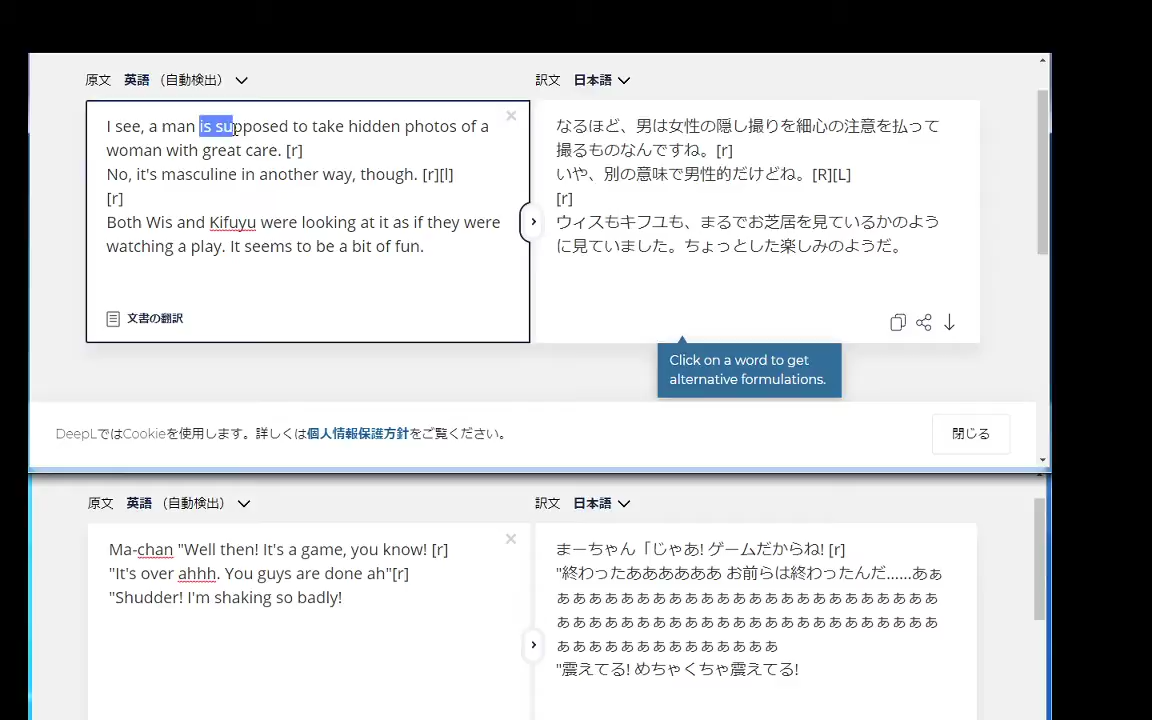 原文 英語 （自動検出）
訳文 日本語
I see, a man is supposed to take hidden photos of a
woman with great care. [r]
No, it's masculine in another way, though. [r][l]
[r]
Both Wis and Kifuyu were looking at it as if they were
watching a play. It seems to be a bit of fun.
文書の翻訳
なるほど、男は女性の隠し撮りを細心の注意を払って
撮るものなんですね。[r]
いや、別の意味で男性的だけどね。[R][L]
[r]
ウィスもキフユも、まるでお芝居を見ているかのよう
に見ていました。ちょっとした楽しみのようだ。
Click on a word to get
alternative formulations.
DeepLではCookieを使用します。詳しくは個人情報保護方針をご覧ください。
閉じる
原文 英語 （自動検出）
訳文 日本語
Ma-chan "Well then! It's a game, you know! [r]
"It's over ahhh. You guys are done ah"[r]
"Shudder! I'm shaking so badly!
まーちゃん「じゃあ! ゲームだからね! [r]
"終わったああああああ お前らは終わったんだ......あぁ
ああああああああああああああああああああああああ
ああああああああああああああああああああああああ
ああああああああああああああ
"震えてる! めちゃくちゃ震えてる!